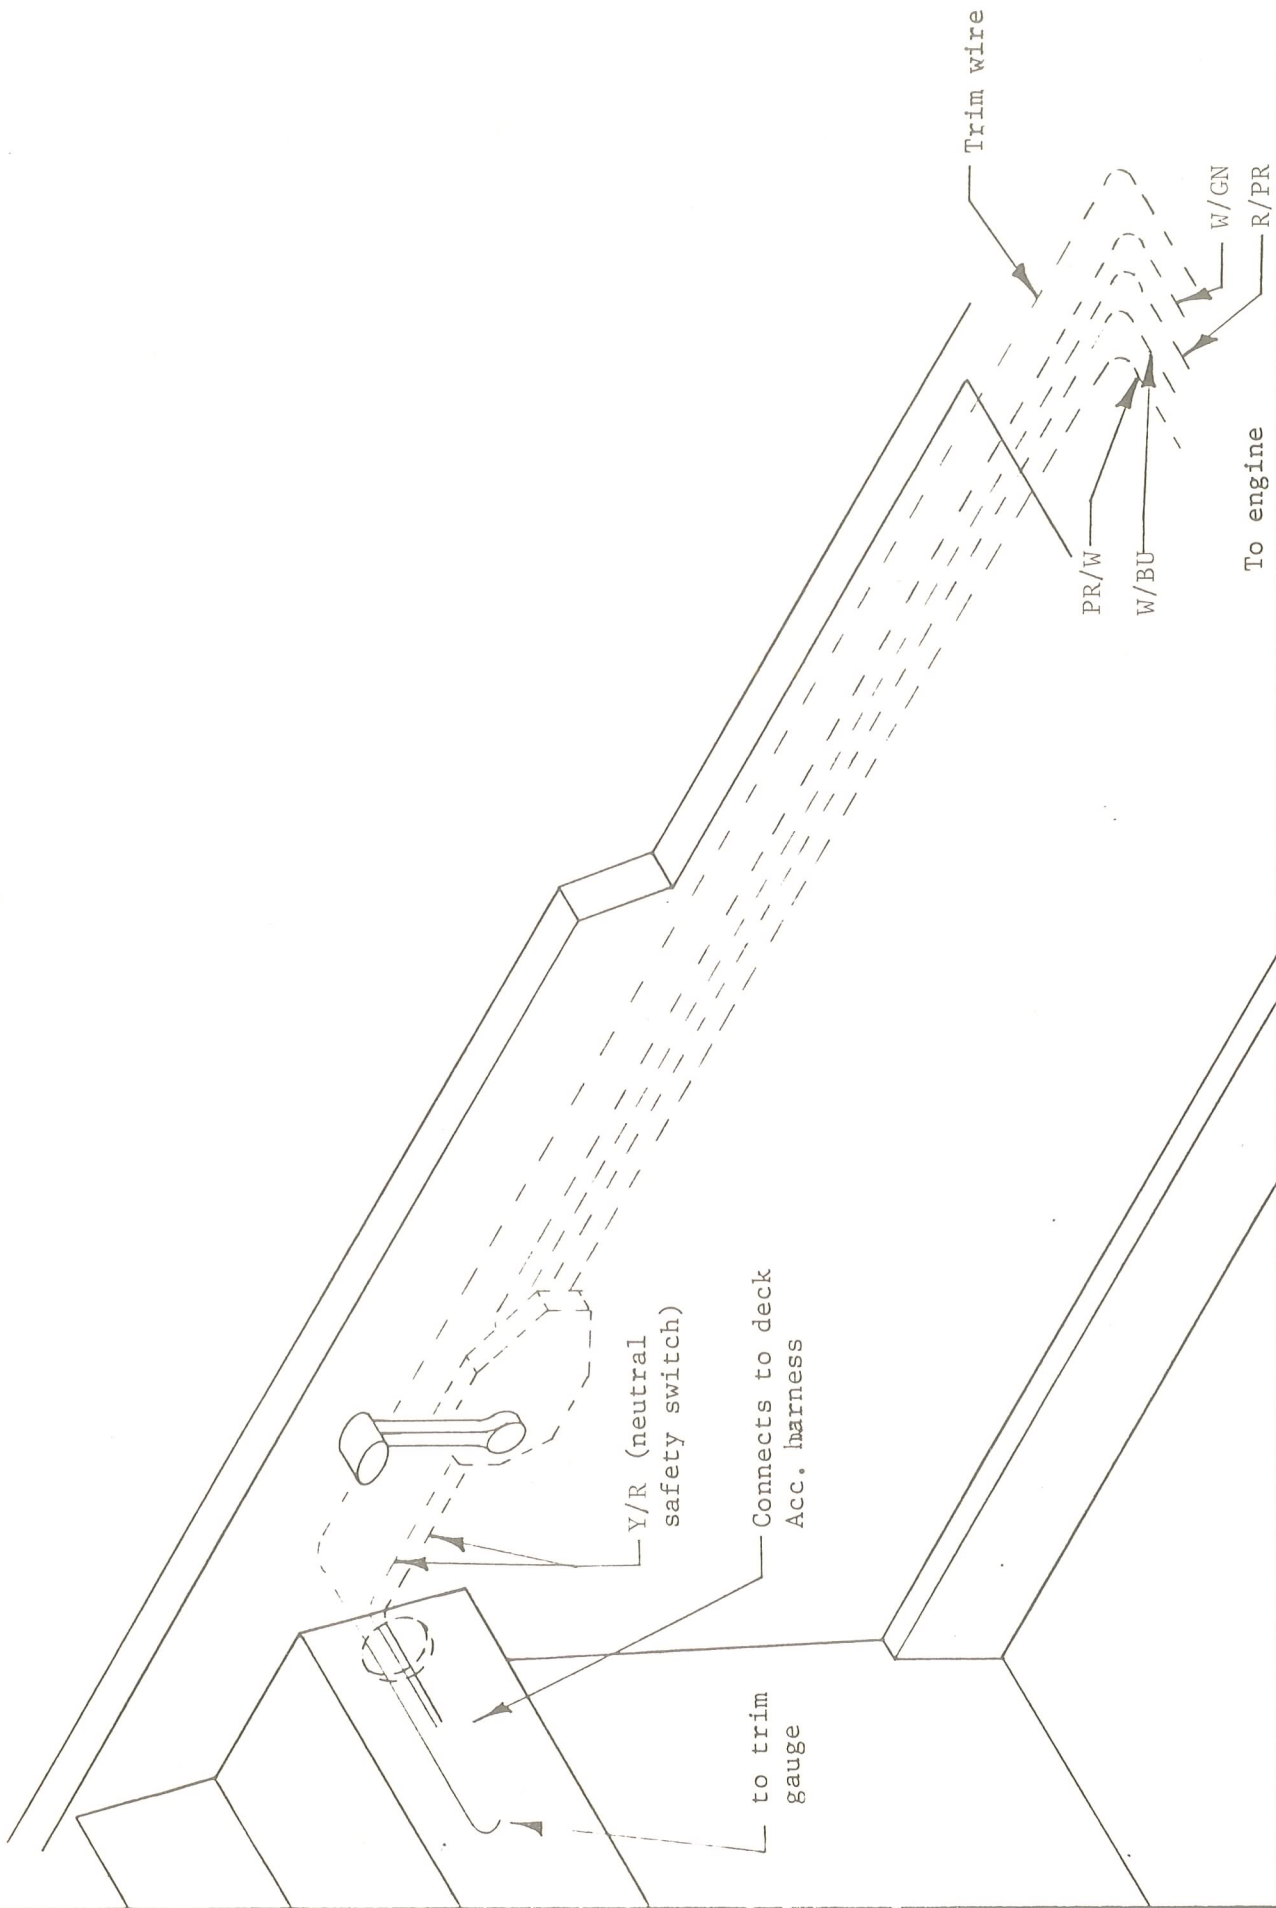 Trim wire
W/GN
R/PR
PR/W
W/BU
To engine
Y/R (neutral
safety switch)
Connects to deck
Acc. harness
to trim
gauge